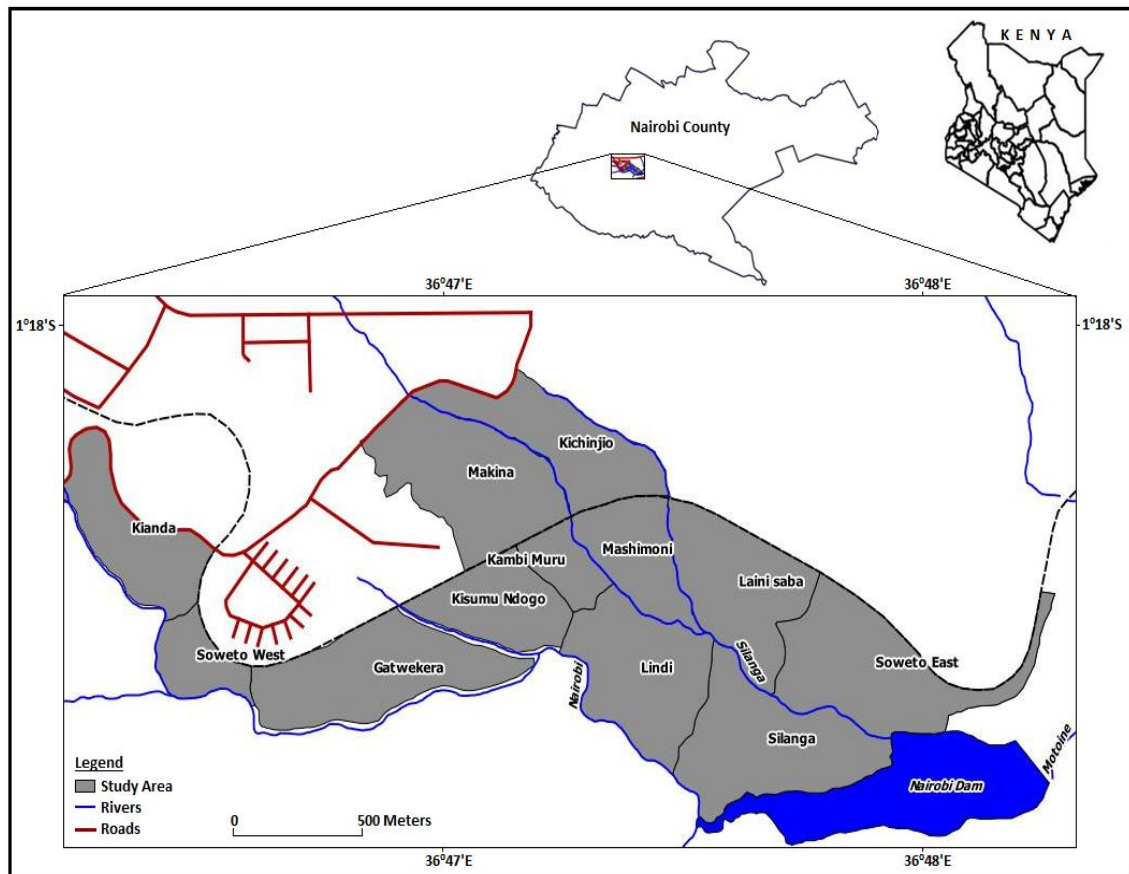 K E N Y A
Nairobi County
36°47'E
36°48'E
1°18'S
1°18'S
Kichinjio
Makina
Kianda
Mashimoni
Kambi Muru
Laini saba
Kisumu Ndogo
Soweto West
Gatwekera
Nairobi
Lindi
Silanga
Soweto East
Silanga
Motoine
Nairobi Dam
Legend
Study Area
Rivers
Roads
0 500 Meters
36°47'E
36°48'E